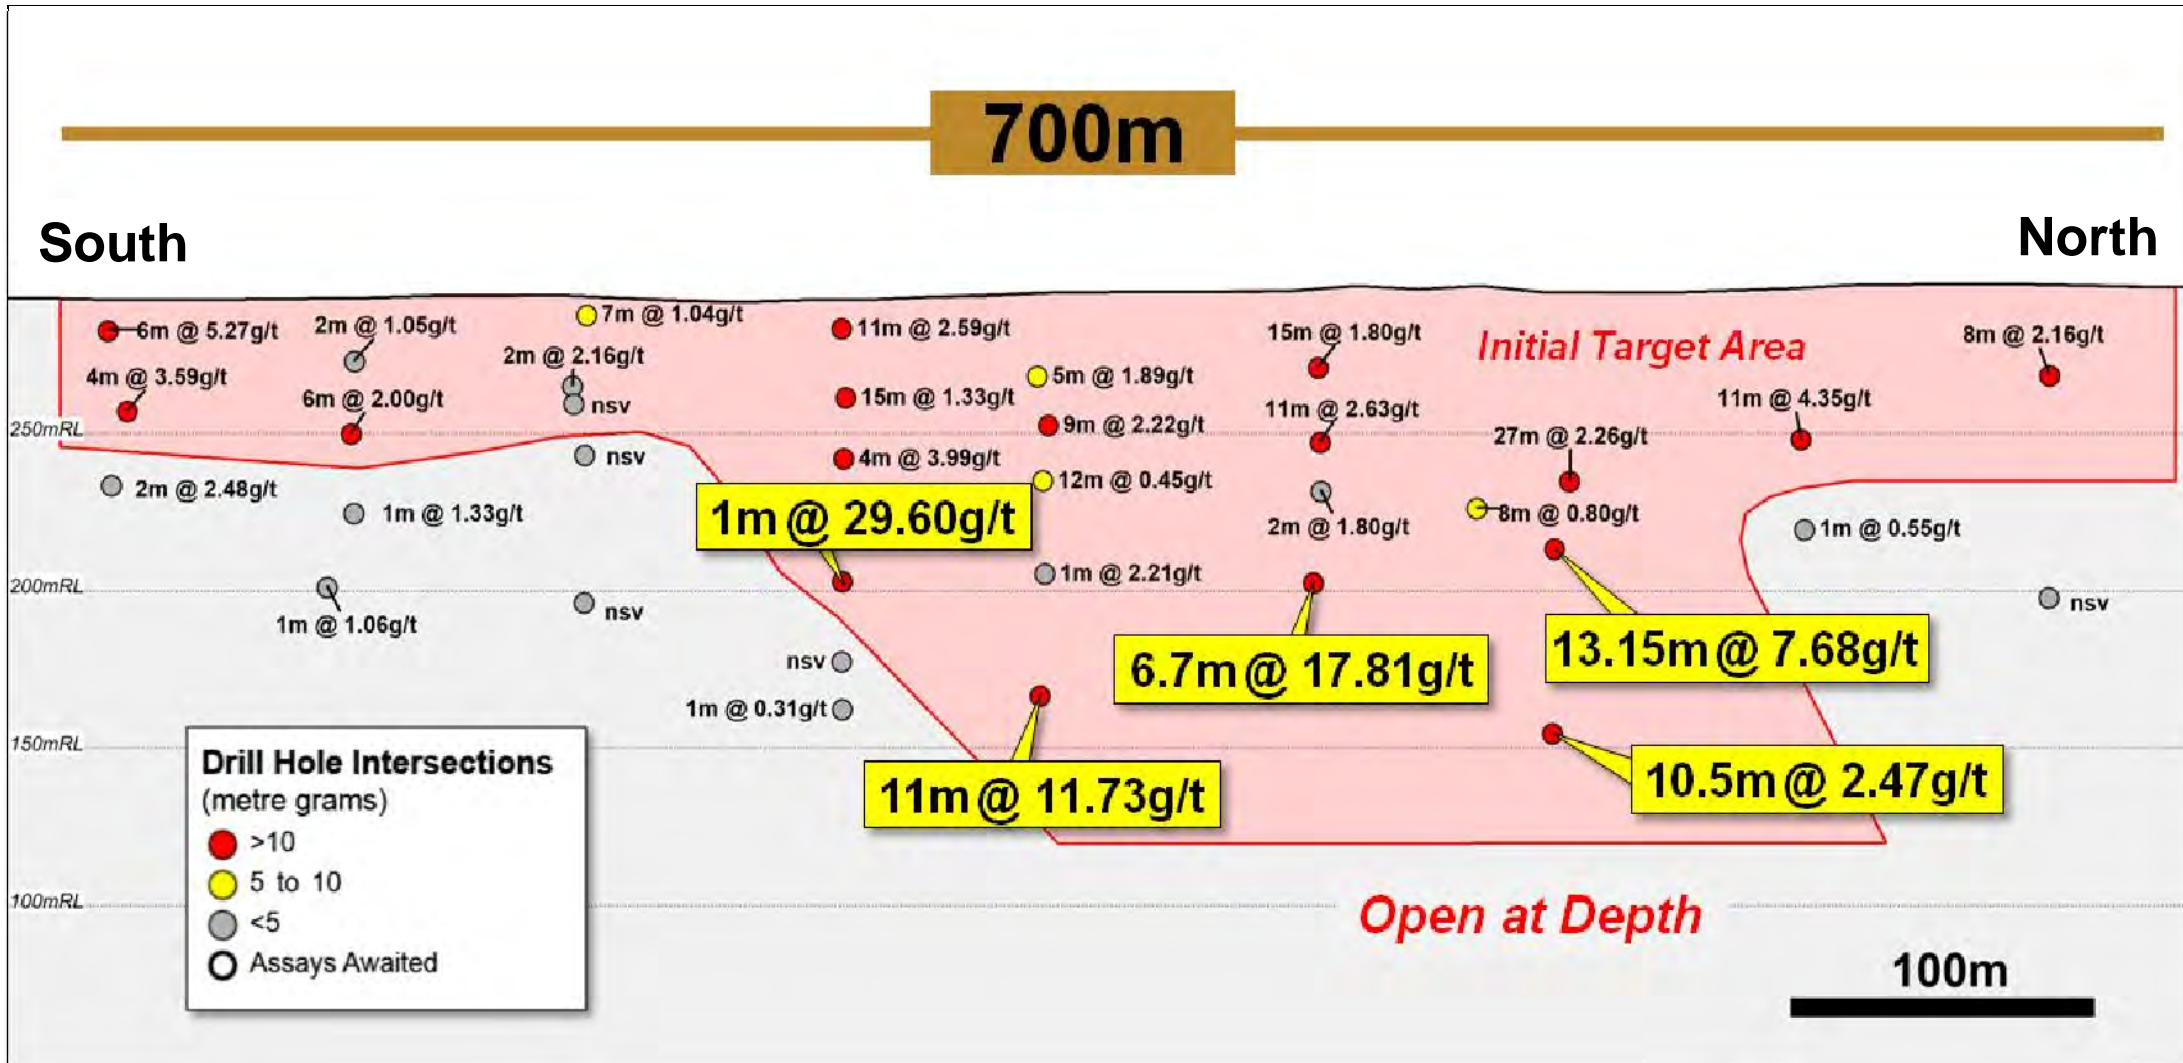 700m
South
North
7m @ 1.04g/t
6m @ 5.27g/t
2m @ 1.05g/t
11m @ 2.59g/t
15m @ 1.80g/t
Initial Target Area
8m @ 2.16g/t
2m @ 2.16g/t
4m @ 3.59g/t
5m @ 1.89g/t
6m @ 2.00g/t
nsv
15m @ 1.33g/t
11m @ 2.63g/t
11m @ 4.35g/t
9m @ 2.22g/t
250mRL
27m @ 2.26g/t
nsv
4m @ 3.99g/t
2m @ 2.48g/t
12m @ 0.45g/t
1m @ 1.33g/t
1m @ 29.60g/t
2m @ 1.80g/t
8m @ 0.80g/t
1m @ 0.55g/t
1m @ 2.21g/t
200mRL
nsv
nsv
1m @ 1.06g/t
nsv
6.7m @ 17.81g/t
13.15m @ 7.68g/t
1m @ 0.31g/t
150mRL
11m @ 11.73g/t
10.5m @ 2.47g/t
Drill Hole Intersections
(metre grams)
>10
5 to 10
<5
Assays Awaited
100mRL
Open at Depth
100m